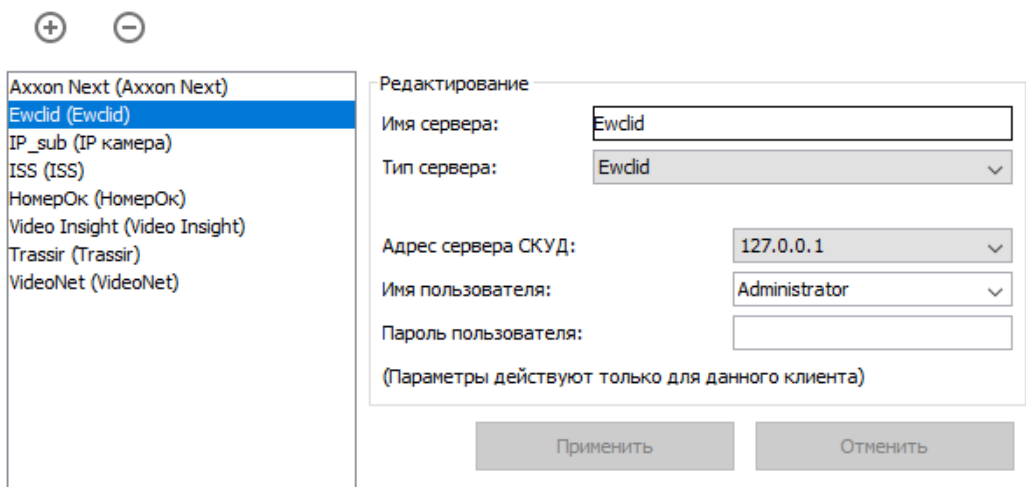 Axxon Next (Axxon Next)
Ewclid (Ewclid)
IP_sub (IP камера)
ISS (ISS)
НомерОк (НомерОк)
Video Insight (Video Insight)
Trassir (Trassir)
VideoNet (VideoNet)
Редактирование
Имя сервера: Ewclid
Тип сервера: Ewclid
Адрес сервера СКУД: 127.0.0.1
Имя пользователя: Administrator
Пароль пользователя:
(Параметры действуют только для данного клиента)
Применить Отменить